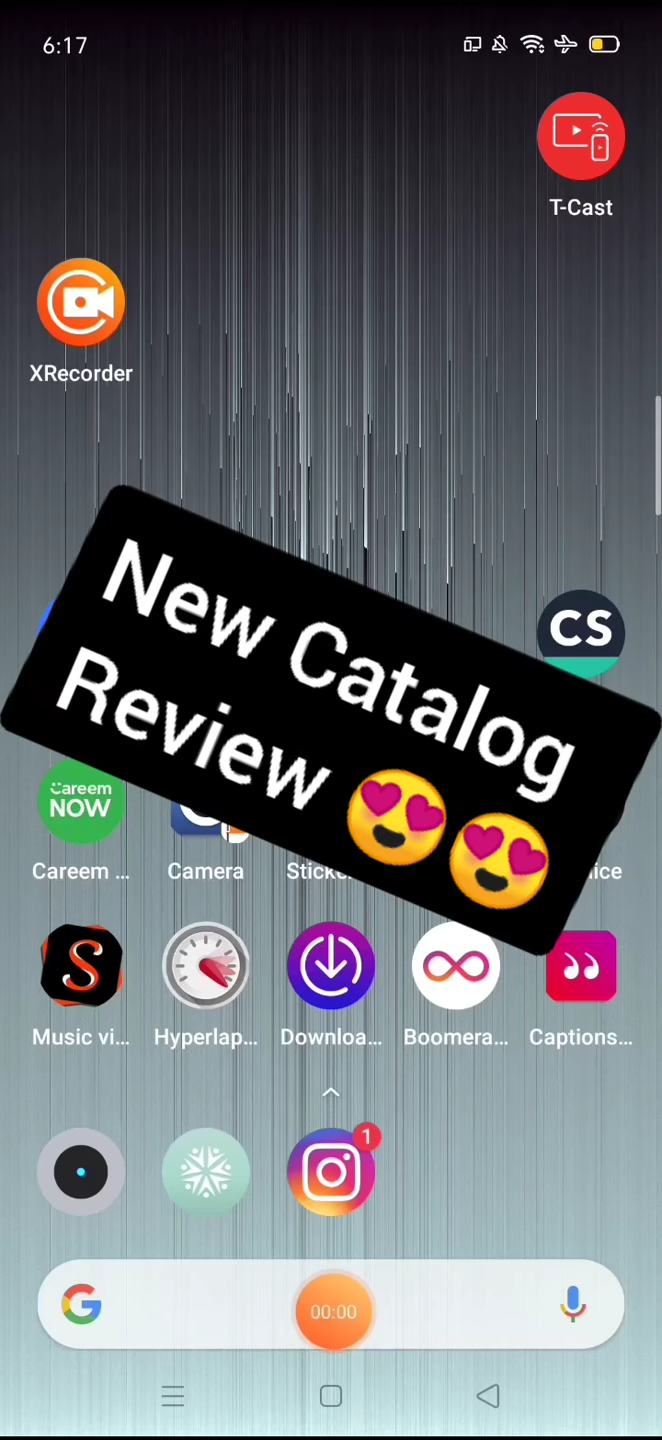 6:17
T-Cast
XRecorder
New Catalog
Review 😍😍
CS
Careem
NOW
Careem ...
Camera
Music vi...
Hyperlap...
Downloa...
Boomera...
Captions...
1
00:00